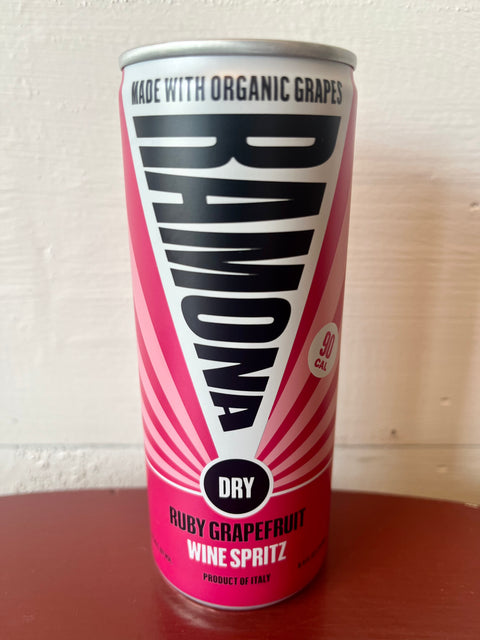 MADE WITH ORGANIC GRAPES
RAMONA
90
CAL
DRY
RUBY GRAPEFRUIT
WINE SPRITZ
PRODUCT OF ITALY